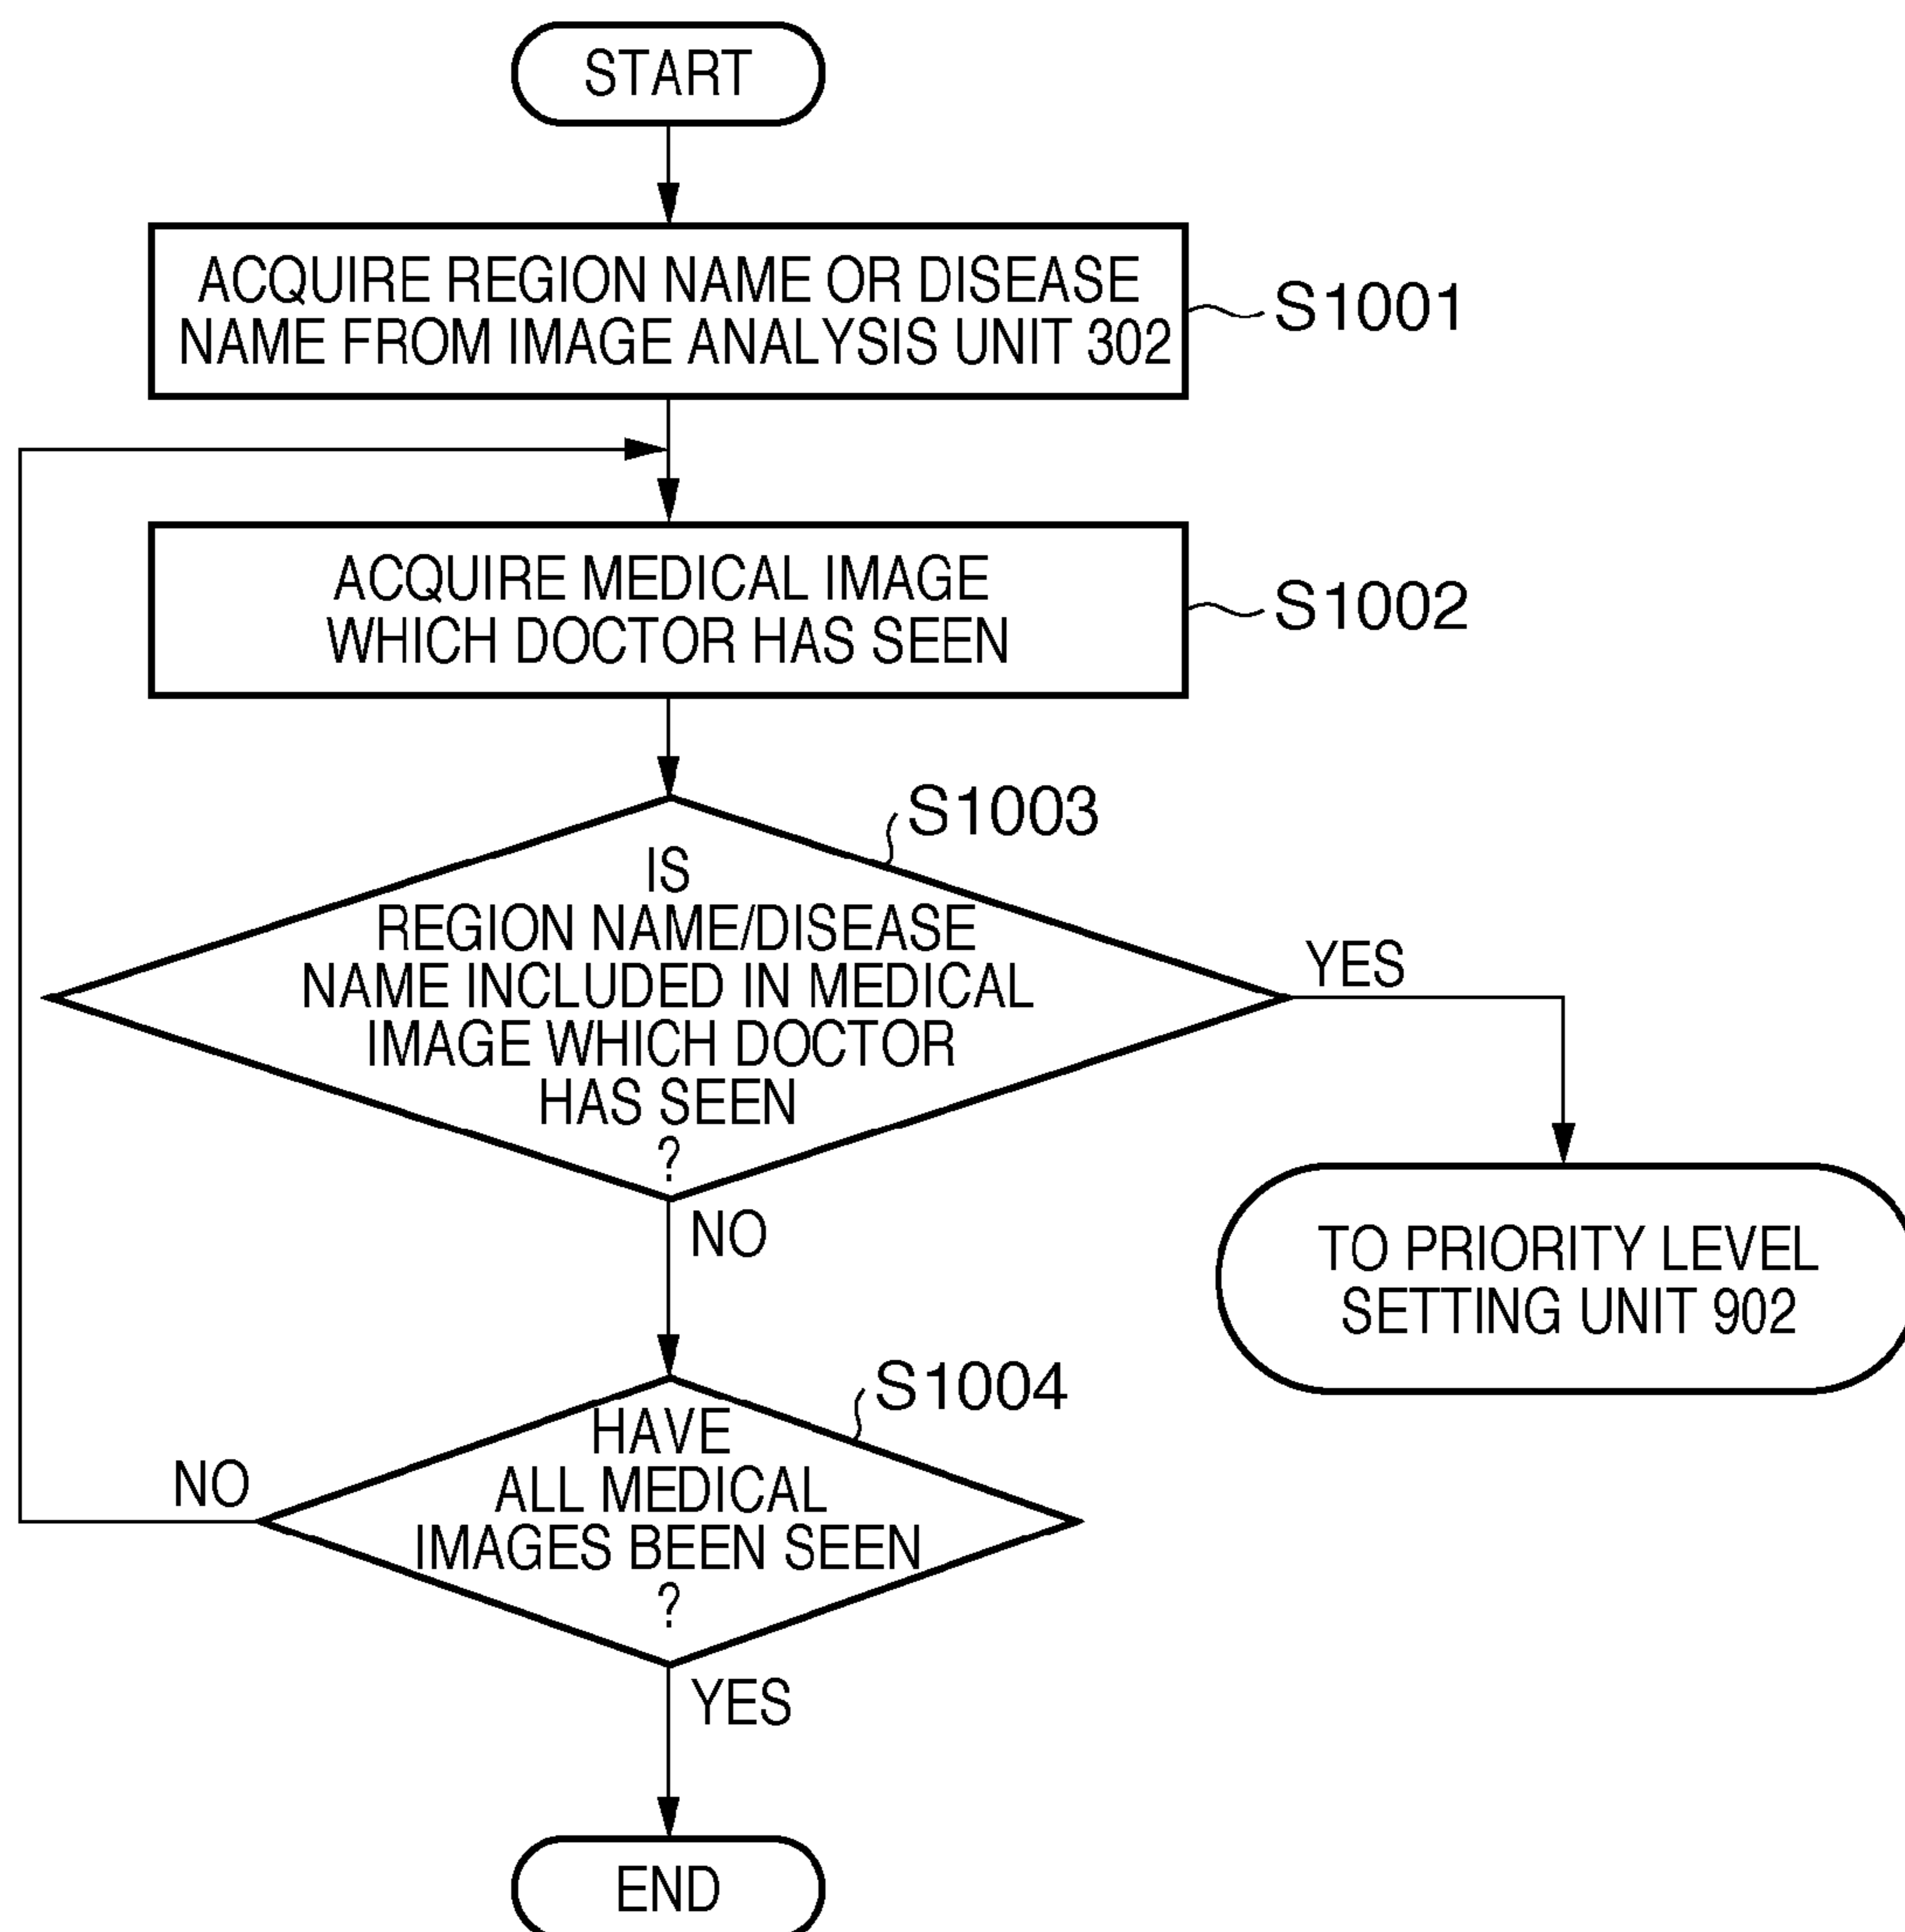 START
ACQUIRE REGION NAME OR DISEASE
NAME FROM IMAGE ANALYSIS UNIT 302
S1001
ACQUIRE MEDICAL IMAGE
WHICH DOCTOR HAS SEEN
S1002
S1003
IS
REGION NAME/DISEASE
NAME INCLUDED IN MEDICAL
IMAGE WHICH DOCTOR
HAS SEEN
?
YES
NO
TO PRIORITY LEVEL
SETTING UNIT 902
S1004
HAVE
ALL MEDICAL
IMAGES BEEN SEEN
?
NO
YES
END